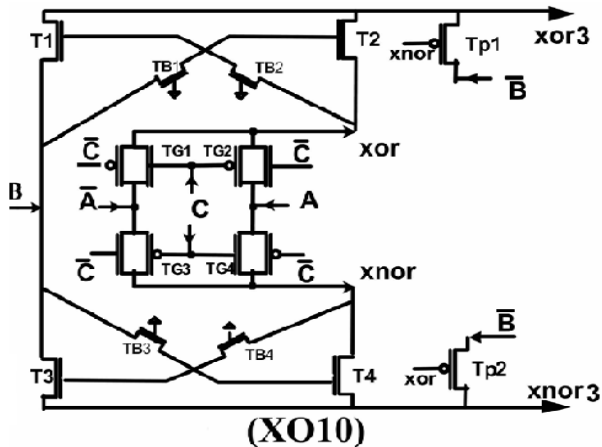 T1
T2
xnor
Tp1
xor3
TB1
TB2
B̅
xor
C̅
TG1
TG2
C̅
B
A̅
C
A
C̅
TG3
TG4
C̅
xnor
TB3
TB4
B̅
T3
T4
xor
Tp2
xnor3
(XO10)